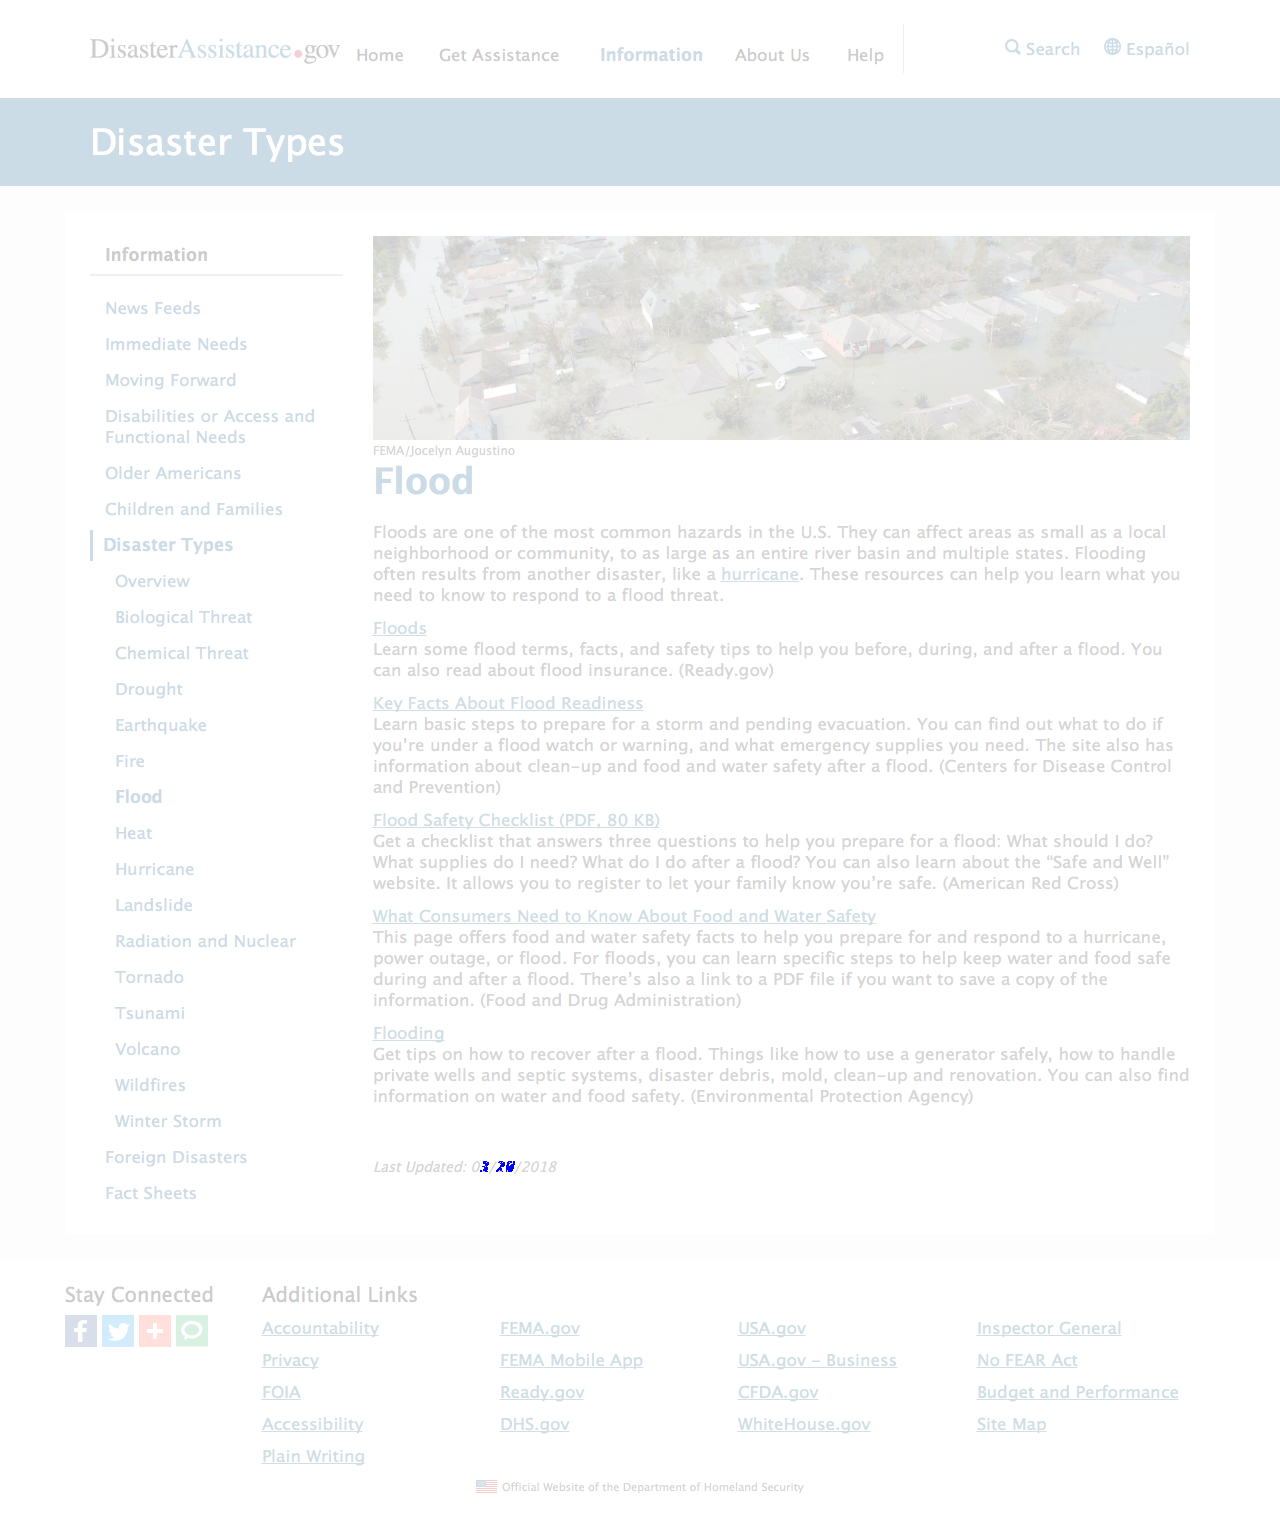 DisasterAssistance.gov Home Get Assistance Information About Us Help Search Español
Disaster Types
Information
News Feeds
Immediate Needs
Moving Forward
Disabilities or Access and
Functional Needs
Older Americans
Children and Families
Disaster Types
Overview
Biological Threat
Chemical Threat
Drought
Earthquake
Fire
Flood
Heat
Hurricane
Landslide
Radiation and Nuclear
Tornado
Tsunami
Volcano
Wildfires
Winter Storm
Foreign Disasters
Fact Sheets
FEMA/Jocelyn Augustino
Flood
Floods are one of the most common hazards in the U.S. They can affect areas as small as a local
neighborhood or community, to as large as an entire river basin and multiple states. Flooding
often results from another disaster, like a hurricane. These resources can help you learn what you
need to know to respond to a flood threat.
Floods
Learn some flood terms, facts, and safety tips to help you before, during, and after a flood. You
can also read about flood insurance. (Ready.gov)
Key Facts About Flood Readiness
Learn basic steps to prepare for a storm and pending evacuation. You can find out what to do if
you’re under a flood watch or warning, and what emergency supplies you need. The site also has
information about clean-up and food and water safety after a flood. (Centers for Disease Control
and Prevention)
Flood Safety Checklist (PDF, 80 KB)
Get a checklist that answers three questions to help you prepare for a flood: What should I do?
What supplies do I need? What do I do after a flood? You can also learn about the “Safe and Well”
website. It allows you to register to let your family know you’re safe. (American Red Cross)
What Consumers Need to Know About Food and Water Safety
This page offers food and water safety facts to help you prepare for and respond to a hurricane,
power outage, or flood. For floods, you can learn specific steps to help keep water and food safe
during and after a flood. There’s also a link to a PDF file if you want to save a copy of the
information. (Food and Drug Administration)
Flooding
Get tips on how to recover after a flood. Things like how to use a generator safely, how to handle
private wells and septic systems, disaster debris, mold, clean-up and renovation. You can also find
information on water and food safety. (Environmental Protection Agency)
Last Updated: /2018
Stay Connected
Additional Links
Accountability FEMA.gov USA.gov Inspector General
Privacy FEMA Mobile App USA.gov - Business No FEAR Act
FOIA Ready.gov CFDA.gov Budget and Performance
Accessibility DHS.gov WhiteHouse.gov Site Map
Plain Writing
Official Website of the Department of Homeland Security